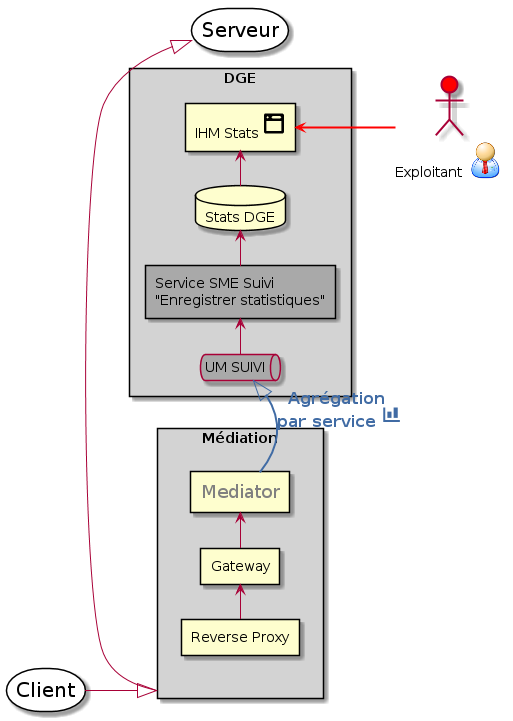 Serveur
DGE
IHM Stats
Exploitant
Stats DGE
Service SME Suivi
"Enregistrer statistiques"
UM SUIVI
Agrégation
par service
Médiation
Mediator
Gateway
Reverse Proxy
Client